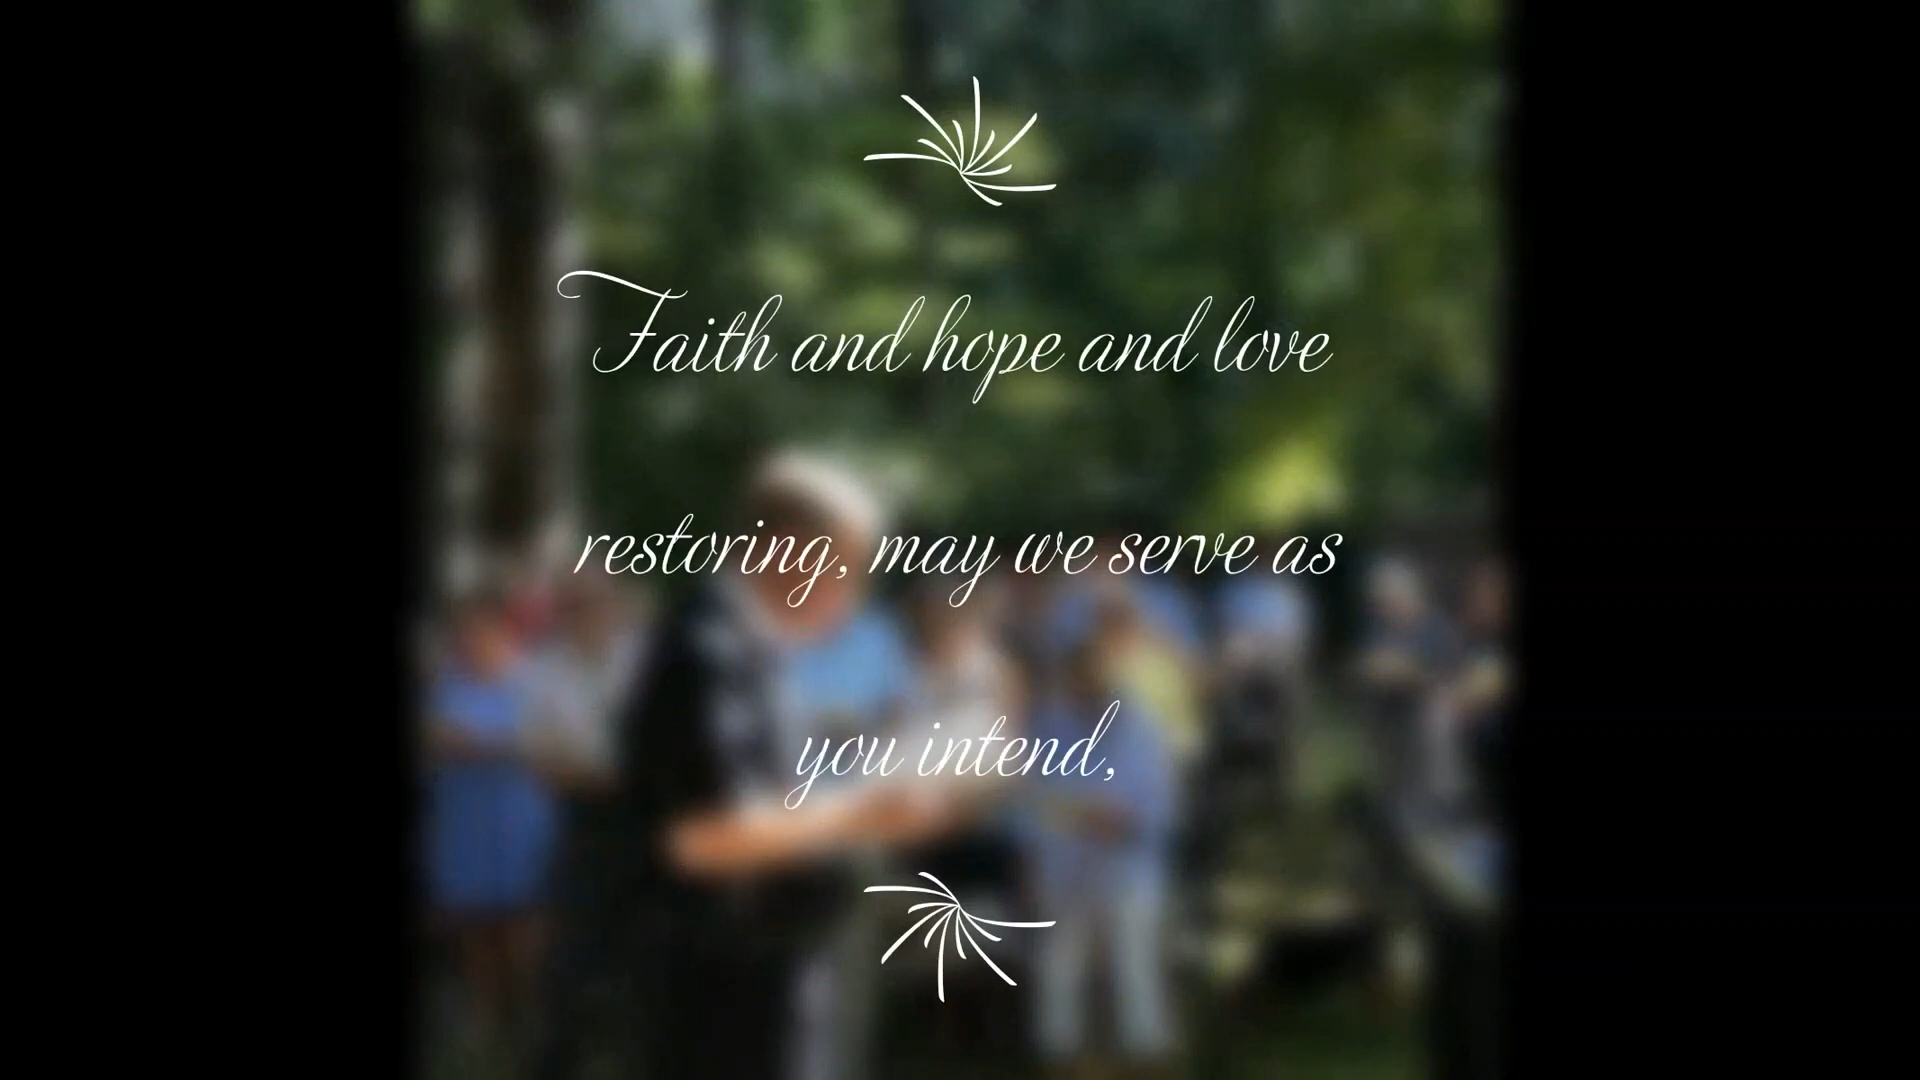 Faith and hope and love
restoring, may we serve as
you intend,